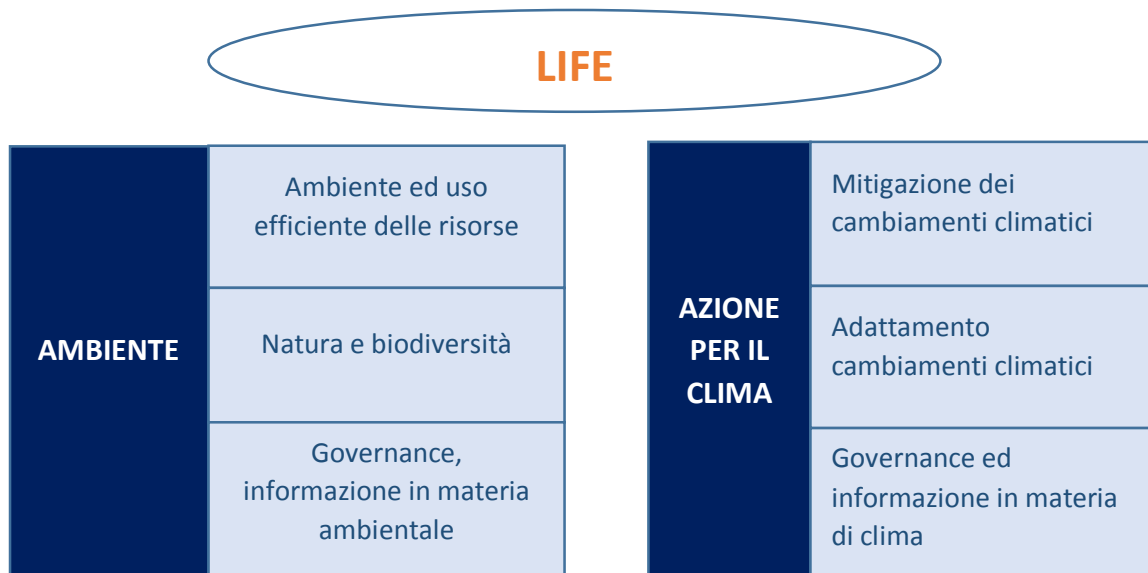 LIFE
AMBIENTE
Ambiente ed uso
efficiente delle risorse
Natura e biodiversità
Governance,
informazione in materia
ambientale
AZIONE
PER IL
CLIMA
Mitigazione dei
cambiamenti climatici
Adattamento
cambiamenti climatici
Governance ed
informazione in materia
di clima